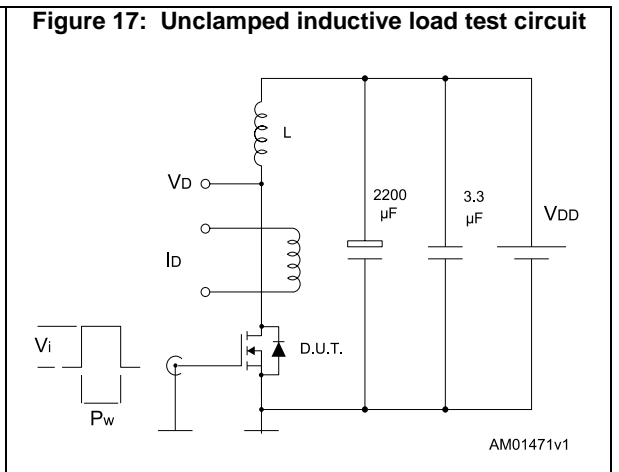 Figure 17: Unclamped inductive load test circuit
L
VD
2200
µF
3.3
µF
VDD
ID
Vi
D.U.T.
Pw
AM01471v1